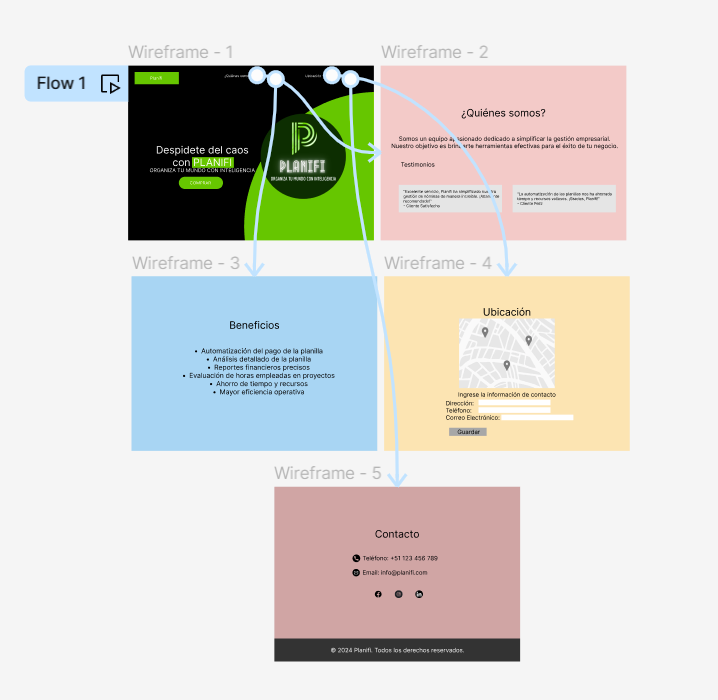 Wireframe - 1
Wireframe - 2
Flow 1
Planifi
¿Quiénes somos
Ubicación
Despidete del caos
con PLANIFI
ORGANIZA TU MUNDO CON INTELIGENCIA
COMPRAR
PLANIFI
ORGANIZA TU MUNDO CON INTELIGENCIA
¿Quiénes somos?
Somos un equipo apasionado dedicado a simplificar la gestión empresarial.
Nuestro objetivo es brindarte herramientas efectivas para el éxito de tu negocio.
Testimonios
"Excelente servicio, Planifi ha simplificado nuestra
gestión de nóminas de manera increíble. ¡Altamente
recomendado!"
- Cliente Satisfecho
"La automatización de las planillas nos ha ahorrado
tiempo y recursos valiosos. ¡Gracias, Planifi!"
- Cliente Feliz
Wireframe - 3
Wireframe - 4
Beneficios
• Automatización del pago de la planilla
• Análisis detallado de la planilla
• Reportes financieros precisos
• Evaluación de horas empleadas en proyectos
• Ahorro de tiempo y recursos
• Mayor eficiencia operativa
Ubicación
Ingrese la información de contacto
Dirección:
Teléfono:
Correo Electrónico:
Guardar
Wireframe - 5
Contacto
Teléfono: +51 123 456 789
Email: info@planifi.com
© 2024 Planifi. Todos los derechos reservados.